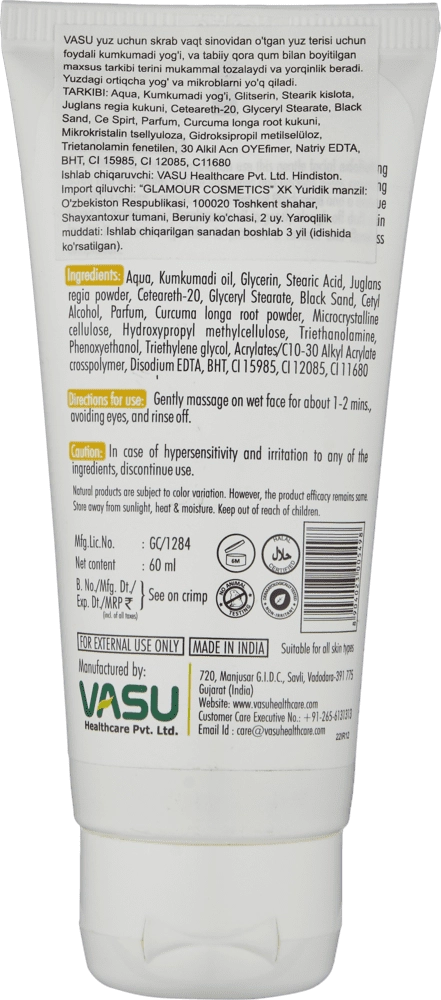 VASU yuz uchun skrab vaqt sinovidan o'tgan yuz terisi uchun
foydali kumkumadi yog'i, va tabiiy qora qum bilan boyitilgan
maxsus tarkibi terini mukammal tozalaydi va yorqinlik beradi.
Yuzdagi ortiqcha yog' va mikroblarni yo'q qiladi.
TARKIBI: Aqua, Kumkumadi yog'i, Glitserin, Stearik kislota,
Juglans regia kukuni, Ceteareth-20, Glyceryl Stearate, Black
Sand, Ce Spirt, Parfum, Curcuma longa root kukuni,
Mikrokristalin tsellyuloza, Gidroksipropil metilselüloz,
Trietanolamin fenetilen, 30 Alkil Acn OYEfimer, Natriy EDTA,
BHT, CI 15985, CI 12085, C11680
Ishlab chiqaruvchi: VASU Healthcare Pvt. Ltd. Hindiston.
Import qiluvchi: "GLAMOUR COSMETICS" XK Yuridik manzil:
O'zbekiston Respublikasi, 100020 Toshkent shahar,
Shayxantoxur tumani, Beruniy ko'chasi, 2 uy. Yaroqlilik
muddati: Ishlab chiqarilgan sanadan boshlab 3 yil (idishida
ko'rsatilgan).
ng
in
ss
Ingredients: Aqua, Kumkumadi oil, Glycerin, Stearic Acid, Juglans
regia powder, Ceteareth-20, Glyceryl Stearate, Black Sand, Cetyl
Alcohol, Parfum, Curcuma longa root powder, Microcrystalline
cellulose, Hydroxypropyl methylcellulose, Triethanolamine,
Phenoxyethanol, Triethylene glycol, Acrylates/C10-30 Alkyl Acrylate
crosspolymer, Disodium EDTA, BHT, CI 15985, CI 12085, CI 11680
Directions for use: Gently massage on wet face for about 1-2 mins.,
avoiding eyes, and rinse off.
Caution: In case of hypersensitivity and irritation to any of the
ingredients, discontinue use.
Natural products are subject to color variation. However, the product efficacy remains same.
Store away from sunlight, heat & moisture. Keep out of reach of children.
Mfg.Lic.No. : GC/1284
Net content : 60 ml
B. No./Mfg. Dt./
Exp. Dt./MRP ₹
(incl. of all taxes)
See on crimp
6M
HALAL
حلال
CERTIFIED
NO ANIMAL
TESTING
FOR EXTERNAL USE ONLY
MADE IN INDIA
Suitable for all skin types
Manufactured by:
VASU
Healthcare Pvt. Ltd.
720, Manjusar G.I.D.C., Savli, Vadodara-391 775
Gujarat (India)
Website: www.vasuhealthcare.com
Customer Care Executive No.: +91-265-6131313
Email Id : care@vasuhealthcare.com
22IR12